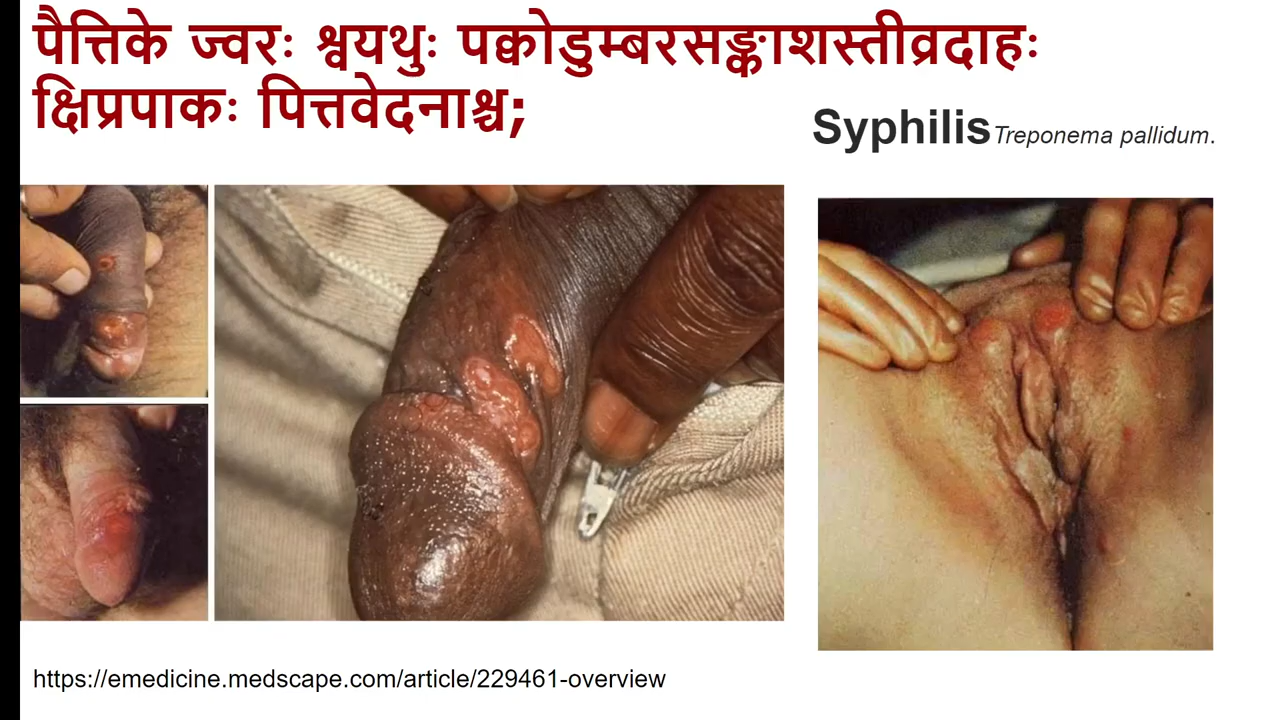 पैत्तिके ज्वरः श्वयथुः पक्वोडुम्बरसङ्काशस्तीव्रदाहः
क्षिप्रपाकः पित्तवेदनाश्च;
Syphilis Treponema pallidum.
https://emedicine.medscape.com/article/229461-overview